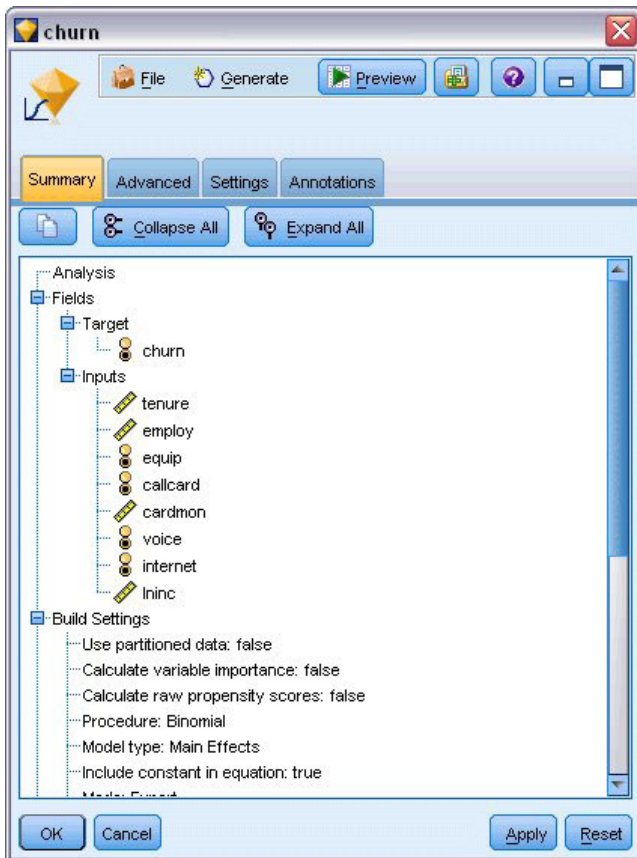 churn
File Generate Preview
Summary Advanced Settings Annotations
Collapse All Expand All
Analysis
Fields
Target
churn
Inputs
tenure
employ
equip
callcard
cardmon
voice
internet
lninc
Build Settings
Use partitioned data: false
Calculate variable importance: false
Calculate raw propensity scores: false
Procedure: Binomial
Model type: Main Effects
Include constant in equation: true
Mode: Expert
OK Cancel Apply Reset